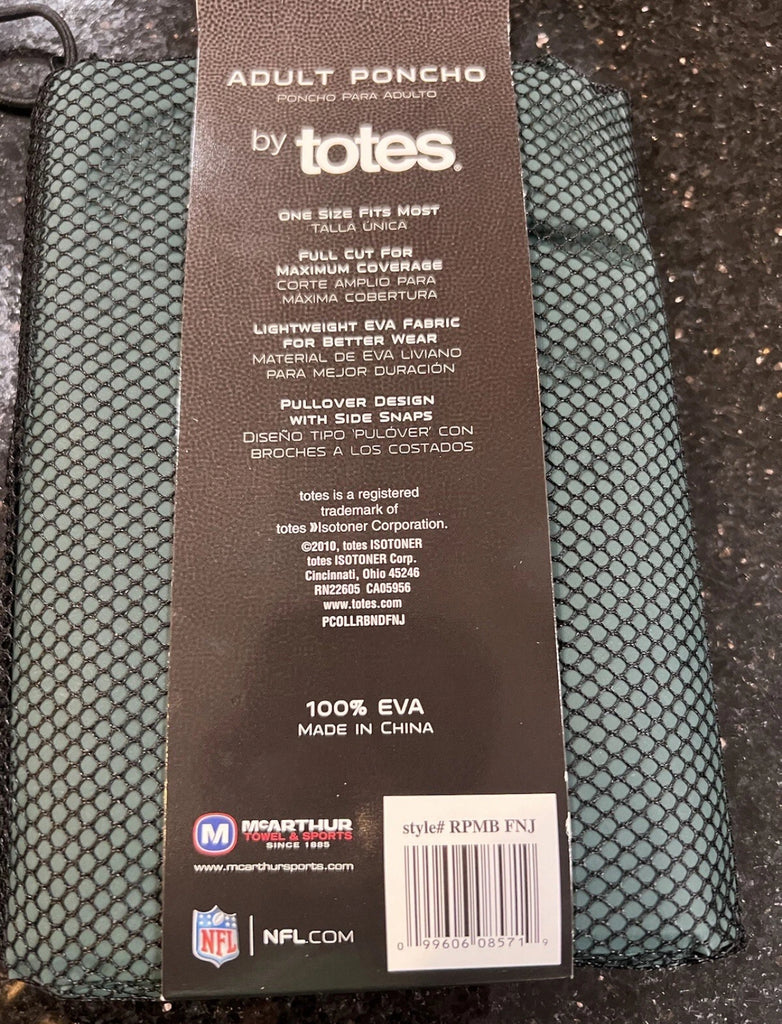 ADULT PONCHO
PONCHO PARA ADULTO
by totes®
ONE SIZE FITS MOST
TALLA ÚNICA
FULL CUT FOR
MAXIMUM COVERAGE
CORTE AMPLIO PARA
MÁXIMA COBERTURA
LIGHTWEIGHT EVA FABRIC
FOR BETTER WEAR
MATERIAL DE EVA LIVIANO
PARA MEJOR DURACIÓN
PULLOVER DESIGN
WITH SIDE SNAPS
DISEÑO TIPO 'PULÓVER' CON
BROCHES A LOS COSTADOS
totes is a registered
trademark of
totes »Isotoner Corporation.
©2010, totes ISOTONER
totes ISOTONER Corp.
Cincinnati, Ohio 45246
RN22605 CA05956
www.totes.com
PCOLLRBNDFNJ
100% EVA
MADE IN CHINA
M McARTHUR
TOWEL & SPORTS
SINCE 1885
www.mcarthursports.com
NFL | NFL.COM
style# RPMB FNJ
0 99606 08571 9